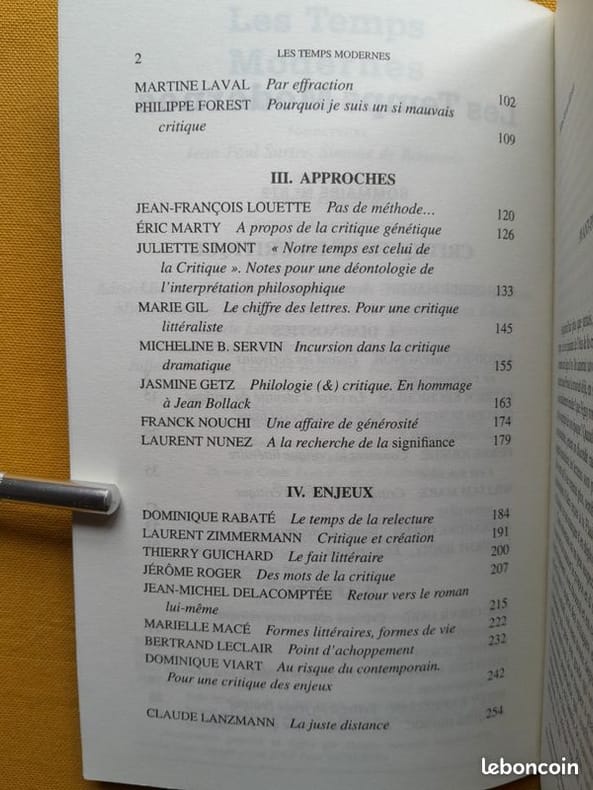 2 LES TEMPS MODERNES
MARTINE LAVAL Par effraction 102
PHILIPPE FOREST Pourquoi je suis un si mauvais
critique 109
III. APPROCHES
JEAN-FRANÇOIS LOUETTE Pas de méthode… 120
ÉRIC MARTY A propos de la critique génétique 126
JULIETTE SIMONT « Notre temps est celui de
la Critique ». Notes pour une déontologie de
l'interprétation philosophique 133
MARIE GIL Le chiffre des lettres. Pour une critique
littéraliste 145
MICHELINE B. SERVIN Incursion dans la critique
dramatique 155
JASMINE GETZ Philologie (&) critique. En hommage
à Jean Bollack 163
FRANCK NOUCHI Une affaire de générosité 174
LAURENT NUNEZ A la recherche de la signifiance 179
IV. ENJEUX
DOMINIQUE RABATÉ Le temps de la relecture 184
LAURENT ZIMMERMANN Critique et création 191
THIERRY GUICHARD Le fait littéraire 200
JÉRÔME ROGER Des mots de la critique 207
JEAN-MICHEL DELACOMPTÉE Retour vers le roman
lui-même 215
MARIELLE MACÉ Formes littéraires, formes de vie 222
BERTRAND LECLAIR Point d'achoppement 232
DOMINIQUE VIART Au risque du contemporain.
Pour une critique des enjeux 242
CLAUDE LANZMANN La juste distance 254
leboncoin